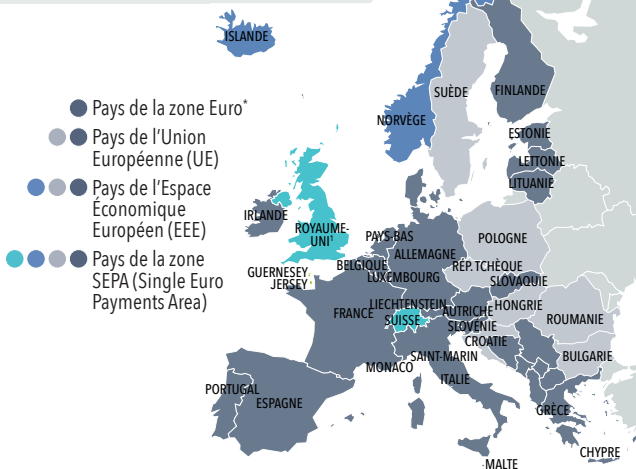 Pays de la zone Euro*
Pays de l'Union
Européenne (UE)
Pays de l'Espace
Économique
Européen (EEE)
Pays de la zone
SEPA (Single Euro
Payments Area)
ISLANDE
SUÈDE
FINLANDE
NORVÈGE
ESTONIE
LETTONIE
LITUANIE
IRLANDE
ROYAUME-
UNI¹
PAYS-BAS
POLOGNE
ALLEMAGNE
BELGIQUE
RÉP. TCHÈQUE
GUERNESEY
JERSEY
LUXEMBOURG
SLOVAQUIE
LIECHTENSTEIN
HONGRIE
FRANCE
SUISSE
AUTRICHE
ROUMANIE
SLOVÉNIE
CROATIE
SAINT-MARIN
BULGARIE
MONACO
ITALIE
PORTUGAL
ESPAGNE
GRÈCE
CHYPRE
MALTE